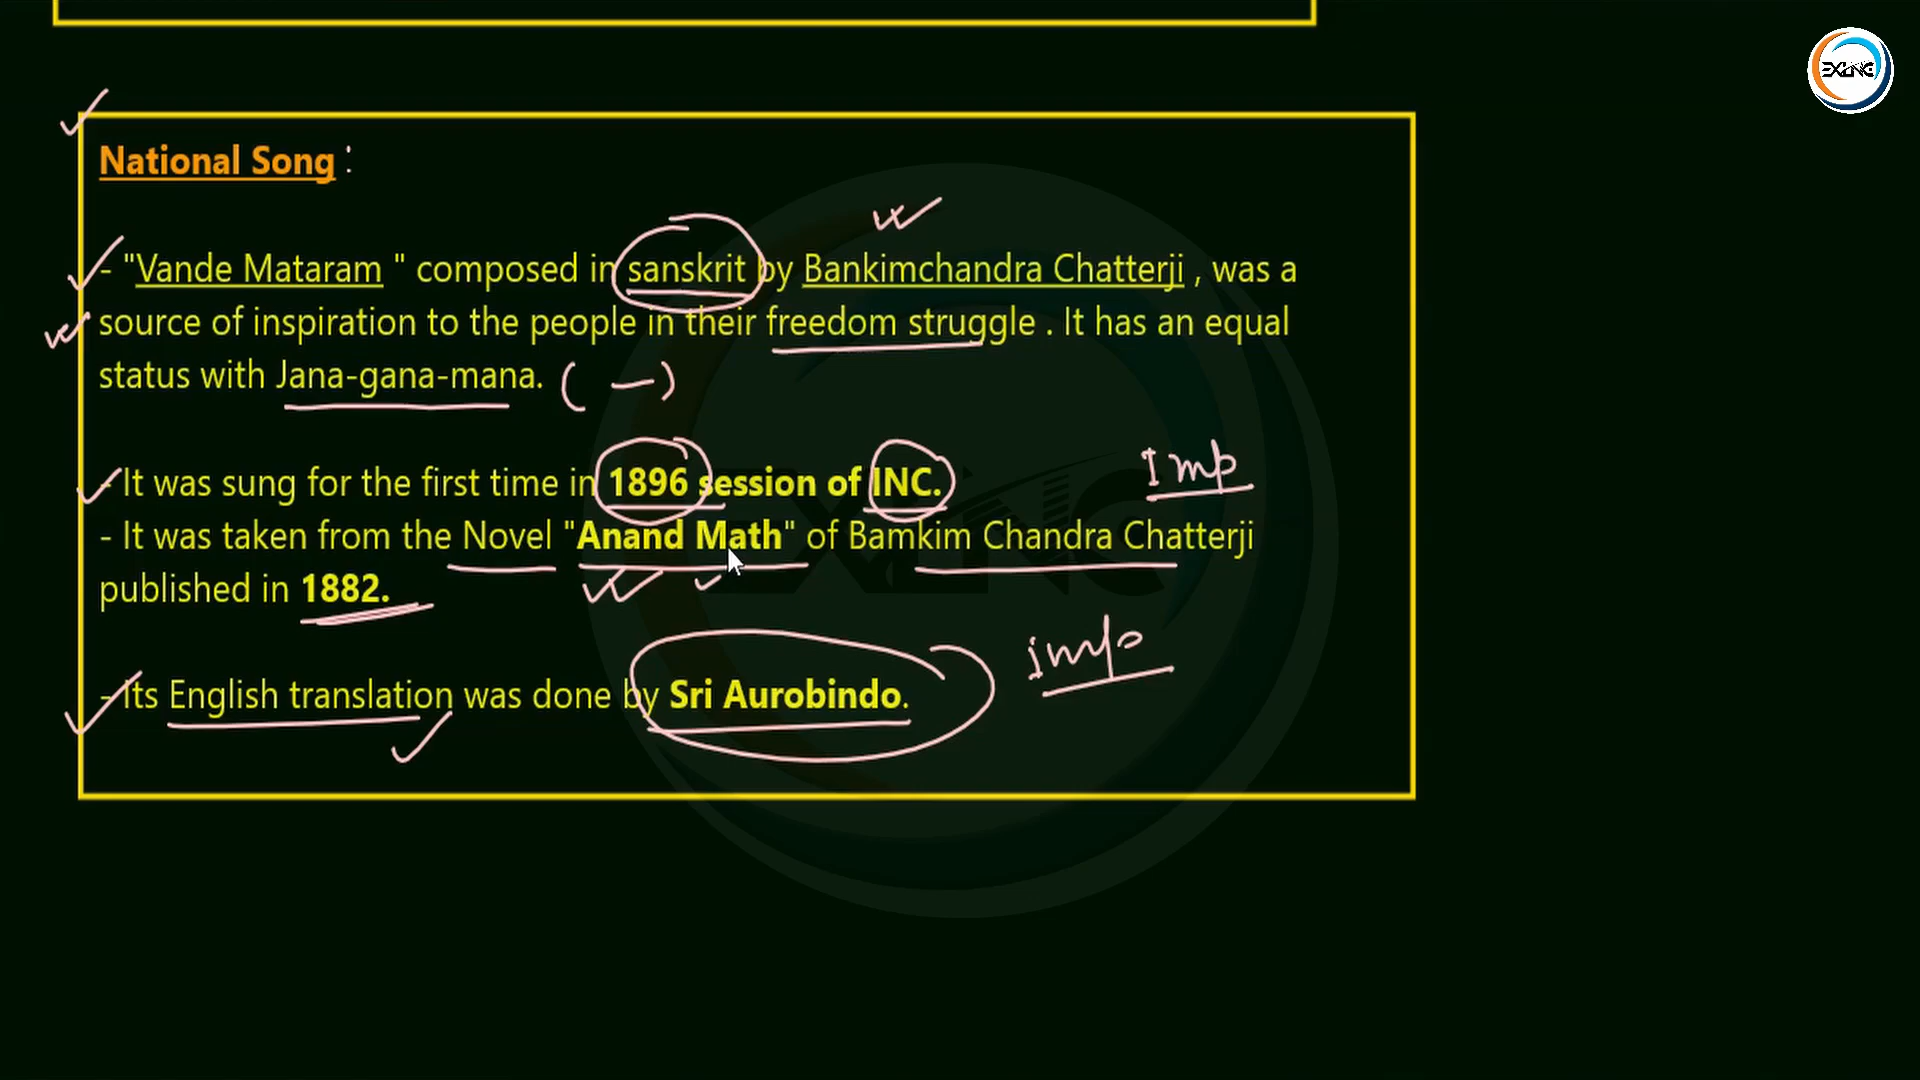 EXLNC
National Song :
- "Vande Mataram " composed in sanskrit by Bankimchandra Chatterji , was a
source of inspiration to the people in their freedom struggle . It has an equal
status with Jana-gana-mana. ( — )
- It was sung for the first time in 1896 session of INC.
Imp
- It was taken from the Novel "Anand Math" of Bamkim Chandra Chatterji
published in 1882.
imp
- Its English translation was done by Sri Aurobindo.